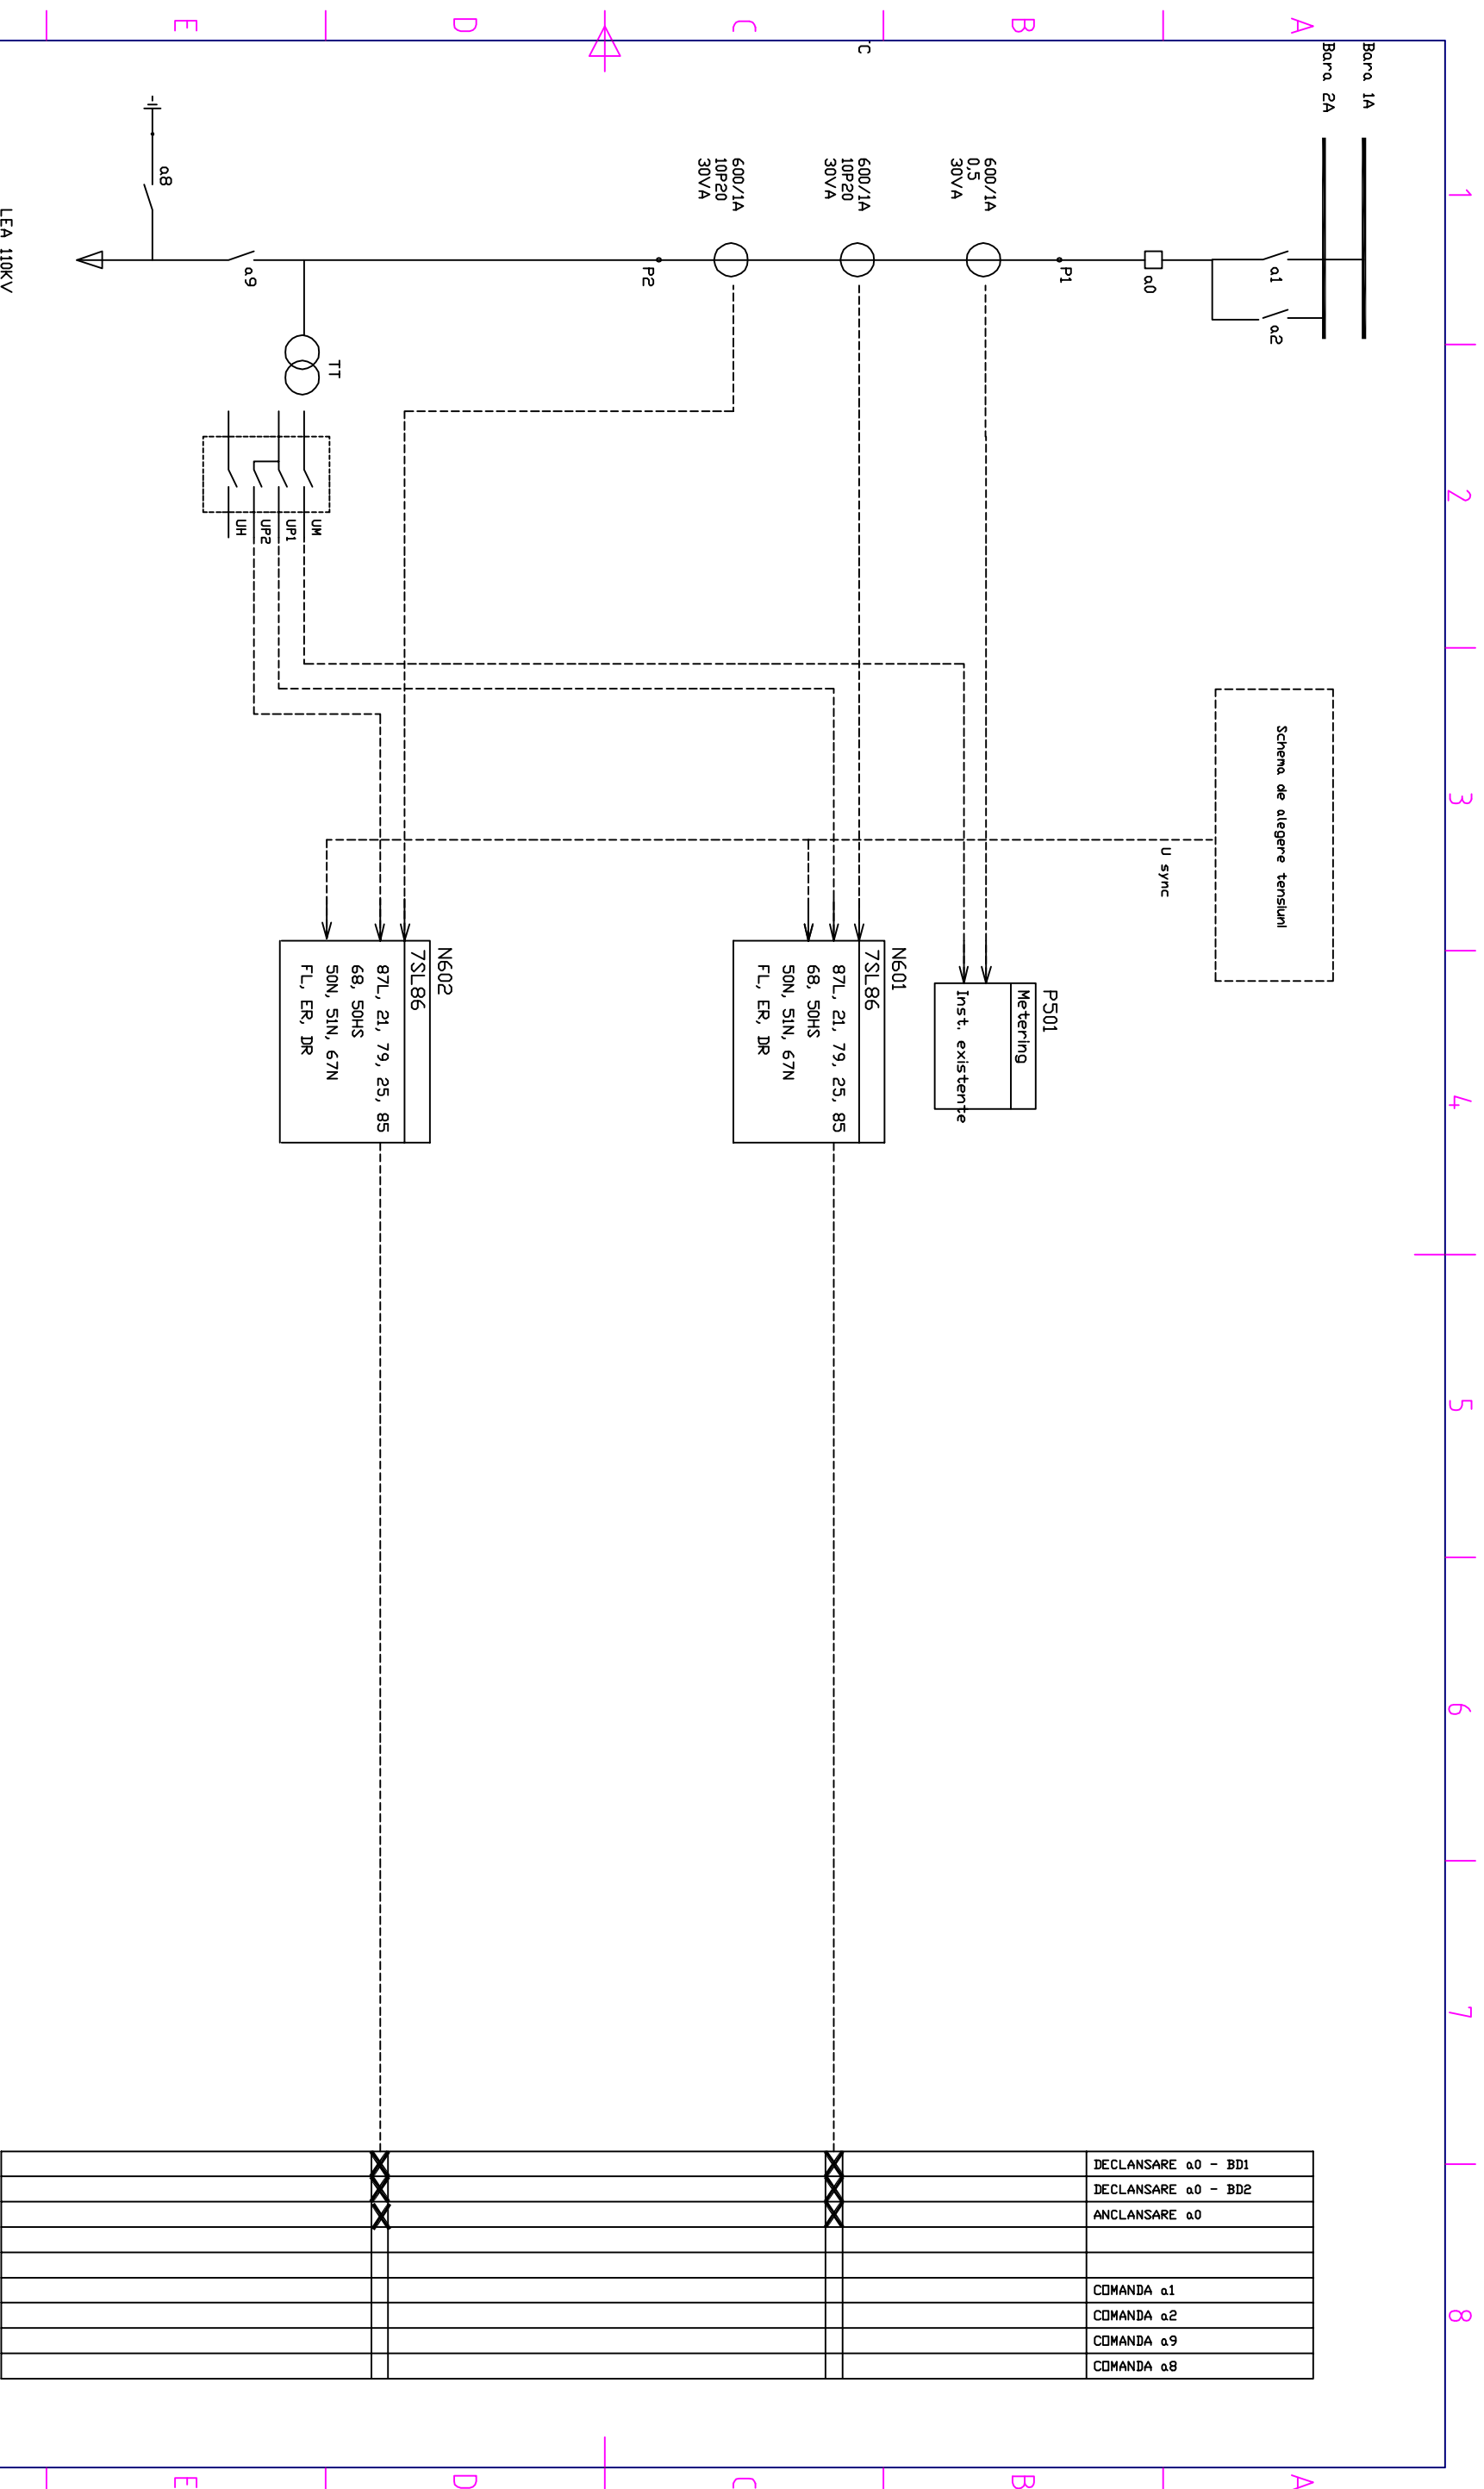 1
2
3
4
5
6
7
8
A
A
Bara 1A
Bara 2A
a1
a2
Schema de alegere tensiuni
DECLANSARE a0 - BD1
DECLANSARE a0 - BD2
ANCLANSARE a0
COMANDA a1
COMANDA a2
COMANDA a9
COMANDA a8
U sync
a0
P1
B
B
P501
Metering
Inst. existente
600/1A
0,5
30VA
C
N601
7SL86
87L, 21, 79, 25, 85
68, 50HS
50N, 51N, 67N
FL, ER, DR
600/1A
10P20
30VA
600/1A
10P20
30VA
C
C
P2
D
D
N602
7SL86
87L, 21, 79, 25, 85
68, 50HS
50N, 51N, 67N
FL, ER, DR
TT
UM
UP1
UP2
UH
a9
E
E
a8
LEA 110KV